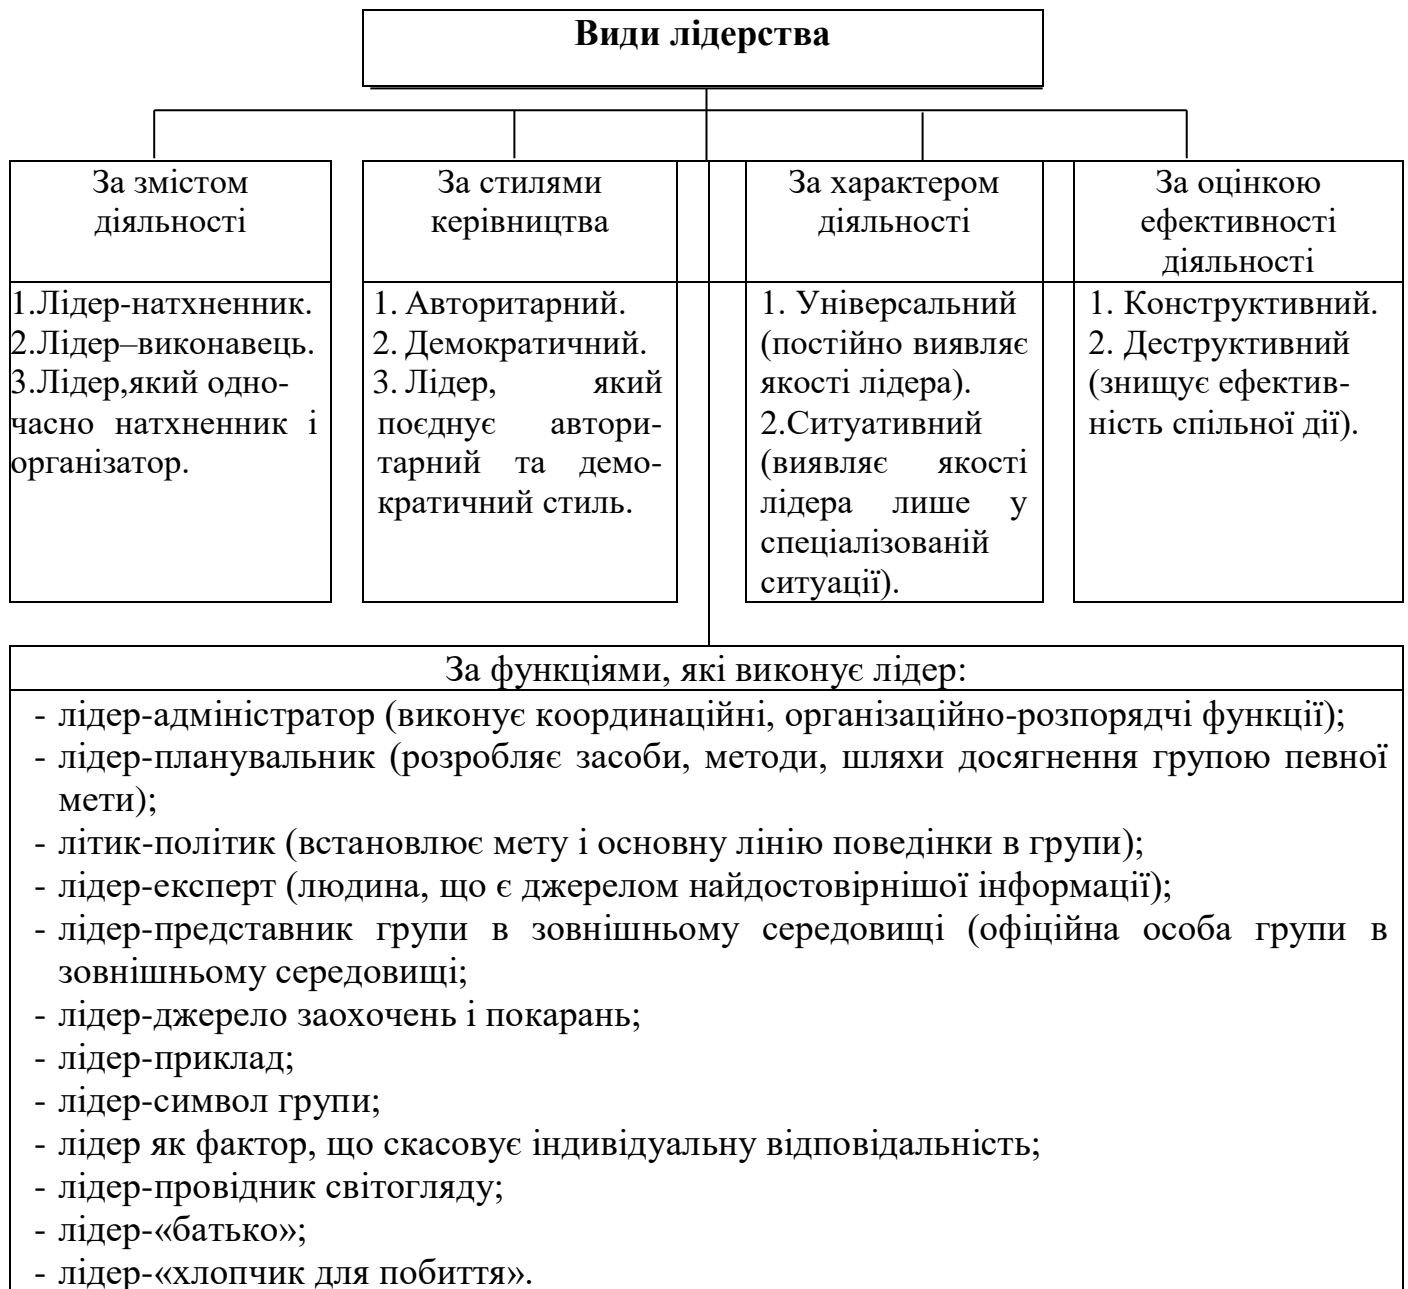 Види лідерства
За змістом
діяльності
1.Лідер-натхненник.
2.Лідер–виконавець.
3.Лідер,який одно-
часно натхненник і
організатор.
За стилями
керівництва
1. Авторитарний.
2. Демократичний.
3. Лідер, який
поєднує автори-
тарний та демо-
кратичний стиль.
За характером
діяльності
1. Універсальний
(постійно виявляє
якості лідера).
2.Ситуативний
(виявляє якості
лідера лише у
спеціалізованій
ситуації).
За оцінкою
ефективності
діяльності
1. Конструктивний.
2. Деструктивний
(знищує ефектив-
ність спільної дії).
За функціями, які виконує лідер:
- лідер-адміністратор (виконує координаційні, організаційно-розпорядчі функції);
- лідер-планувальник (розробляє засоби, методи, шляхи досягнення групою певної
мети);
- літик-політик (встановлює мету і основну лінію поведінки в групи);
- лідер-експерт (людина, що є джерелом найдостовірнішої інформації);
- лідер-представник групи в зовнішньому середовищі (офіційна особа групи в
зовнішньому середовищі;
- лідер-джерело заохочень і покарань;
- лідер-приклад;
- лідер-символ групи;
- лідер як фактор, що скасовує індивідуальну відповідальність;
- лідер-провідник світогляду;
- лідер-«батько»;
- лідер-«хлопчик для побиття».